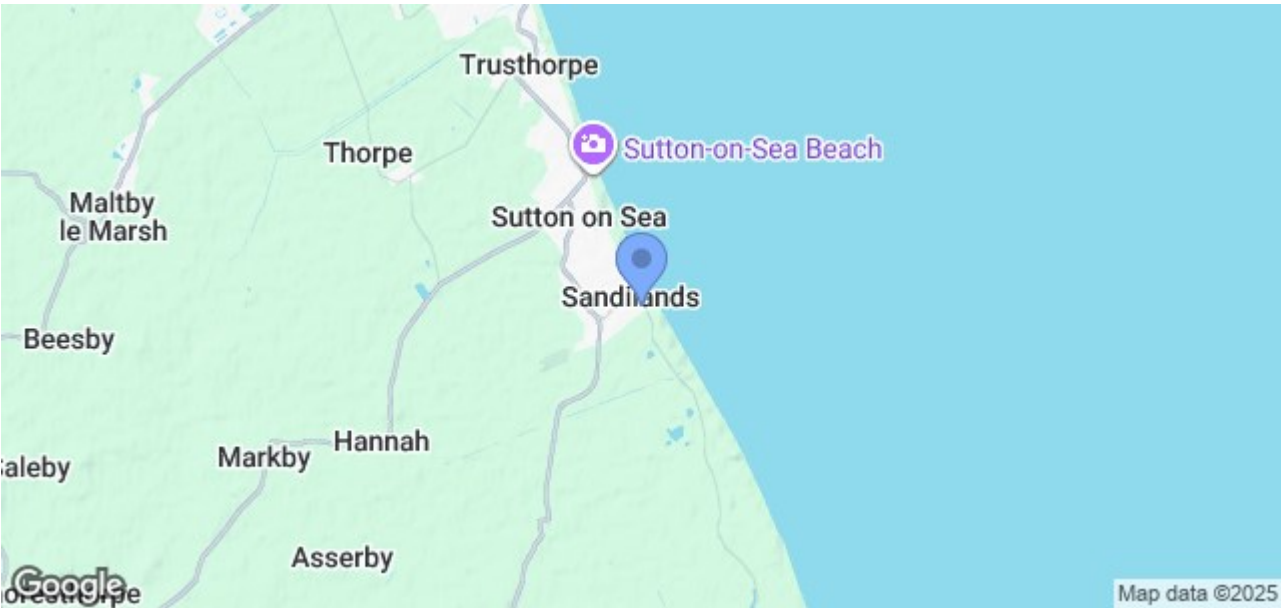 Trusthorpe
Sutton-on-Sea Beach
Thorpe
Maltby
le Marsh
Sutton on Sea
Sandilands
Beesby
Hannah
Markby
Asserby
Google
Map data ©2025